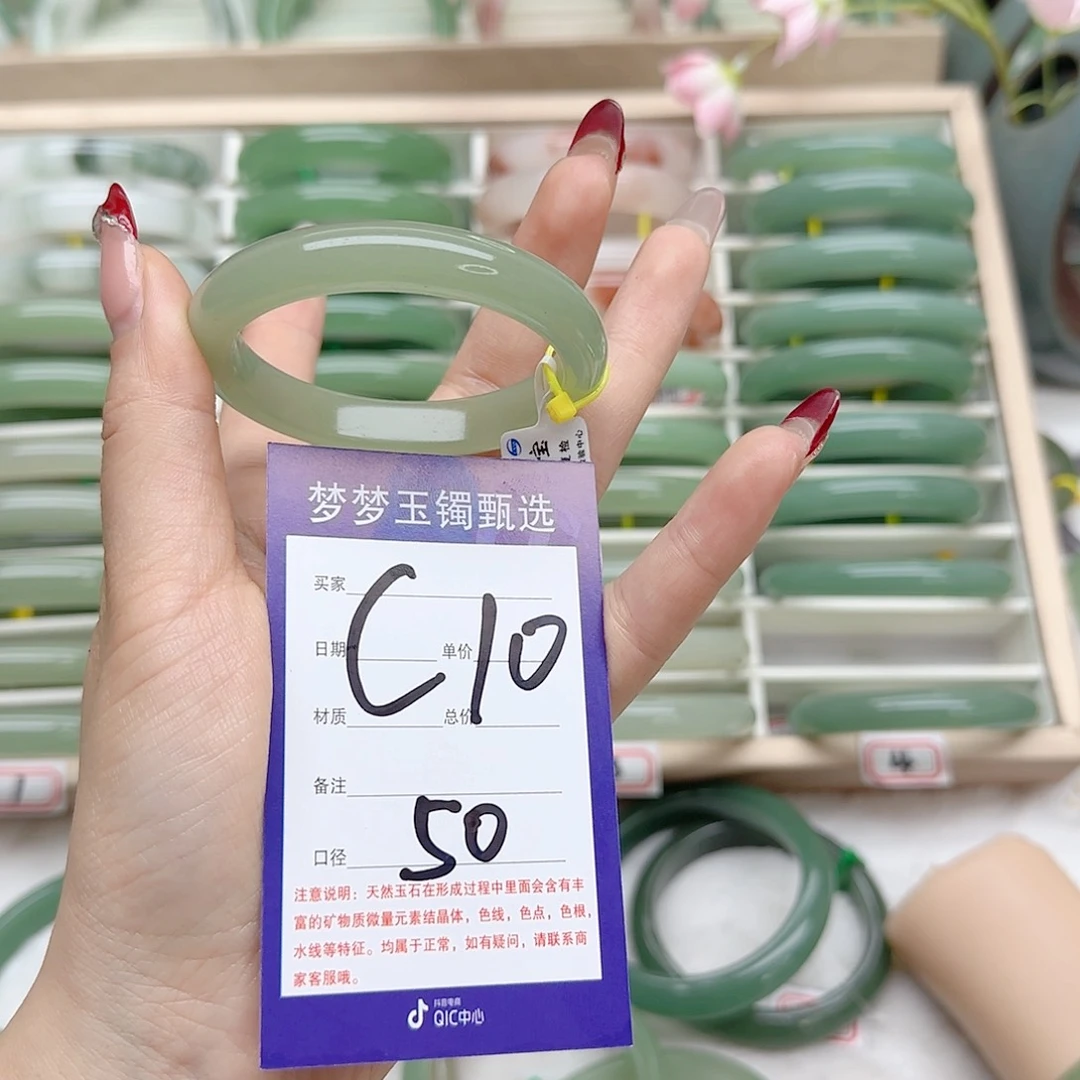 梦梦玉镯甄选
买家
C10
日期 单价
材质 总价
备注
口径 50
注意说明：天然玉石在形成过程中里面会含有丰
富的矿物质微量元素结晶体，色线，色点，色根，
水线等特征。均属于正常，如有疑问，请联系商
家客服哦。
抖音电商
QIC中心